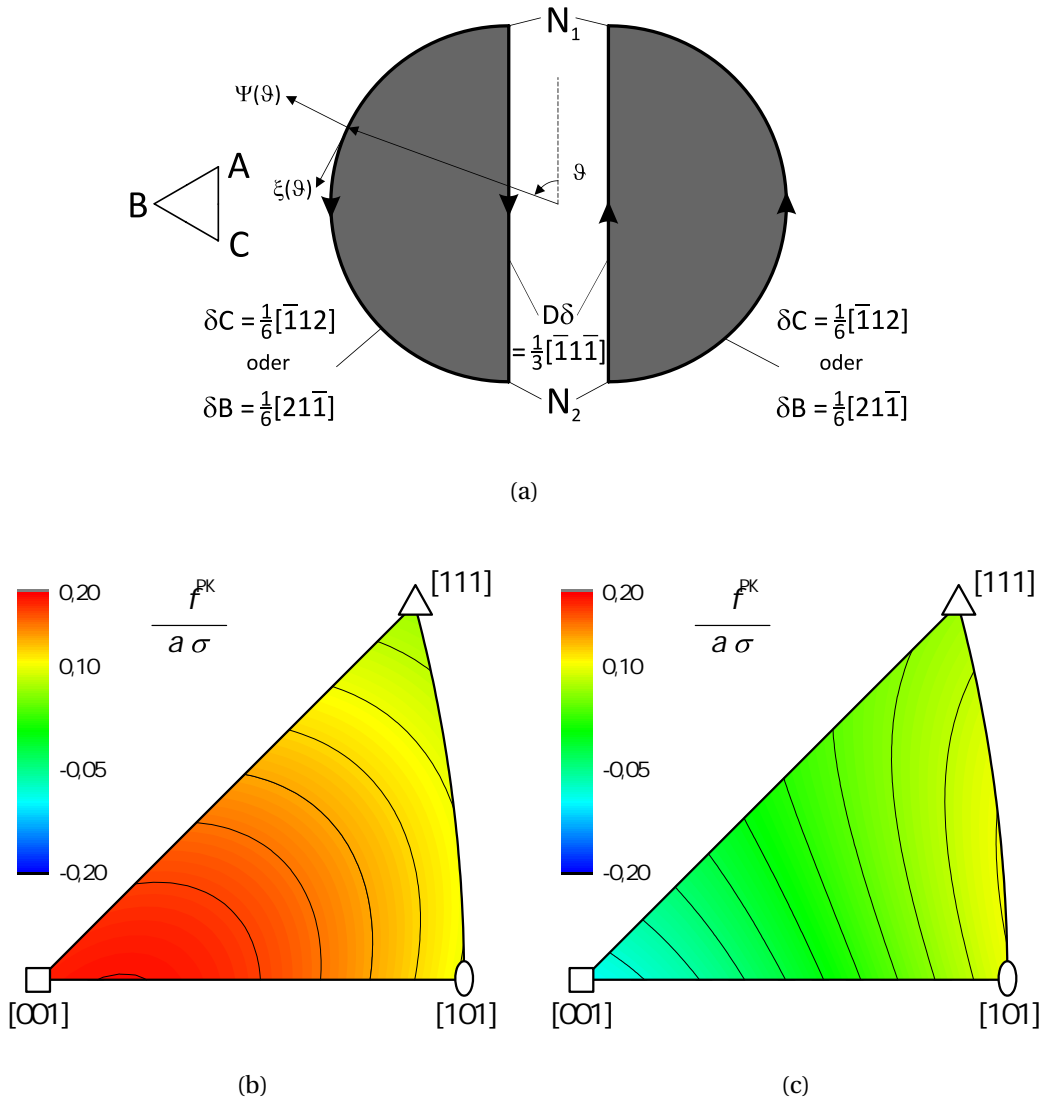 N₁
Ψ(ϑ)
ϑ
A
ξ(ϑ)
B
C
δC = 1/6[1̅12]
oder
δB = 1/6[211̅]
Dδ
= 1/3[1̅11̅]
N₂
δC = 1/6[1̅12]
oder
δB = 1/6[211̅]
(a)
[111]
0,20
0,10
-0,05
-0,20
f^PK
a σ
[001]
[101]
(b)
[111]
0,20
0,10
-0,05
-0,20
f^PK
a σ
[001]
[101]
(c)